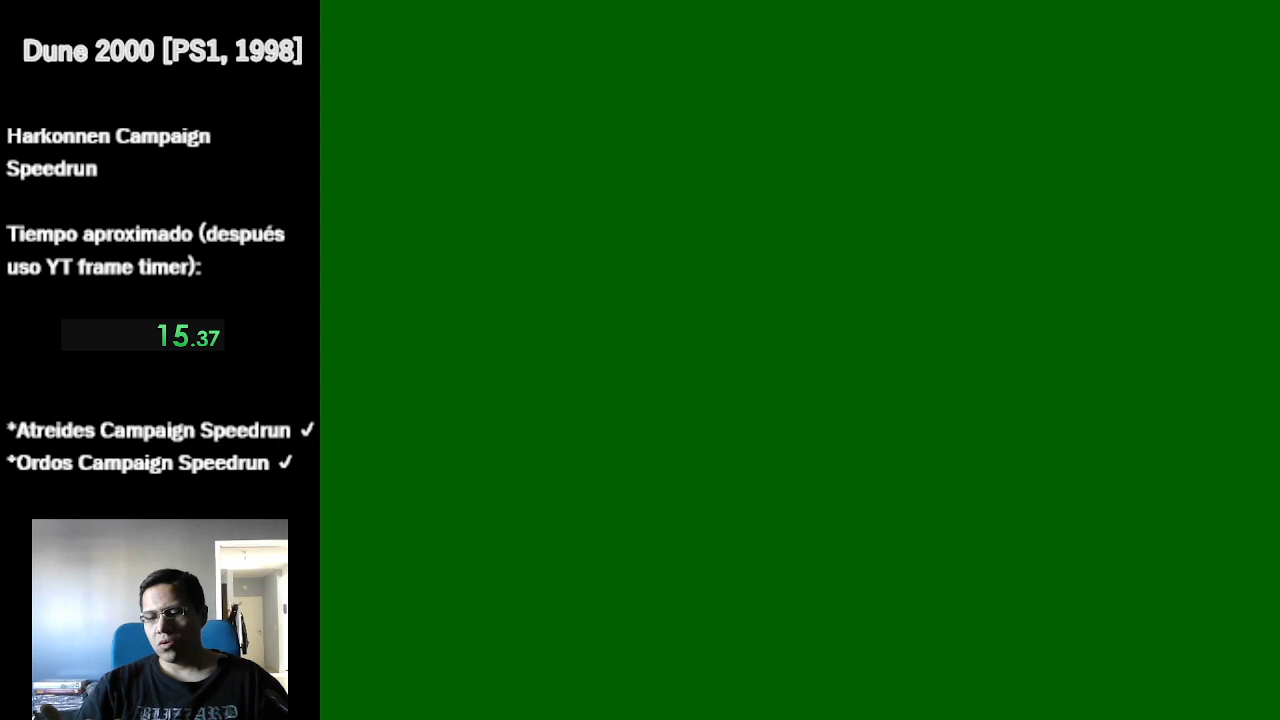 Dune 2000 [PS1, 1998]
Harkonnen Campaign
Speedrun
Tiempo aproximado (después
uso YT frame timer):
15.37
*Atreides Campaign Speedrun ✓
*Ordos Campaign Speedrun ✓
BLIZZARD